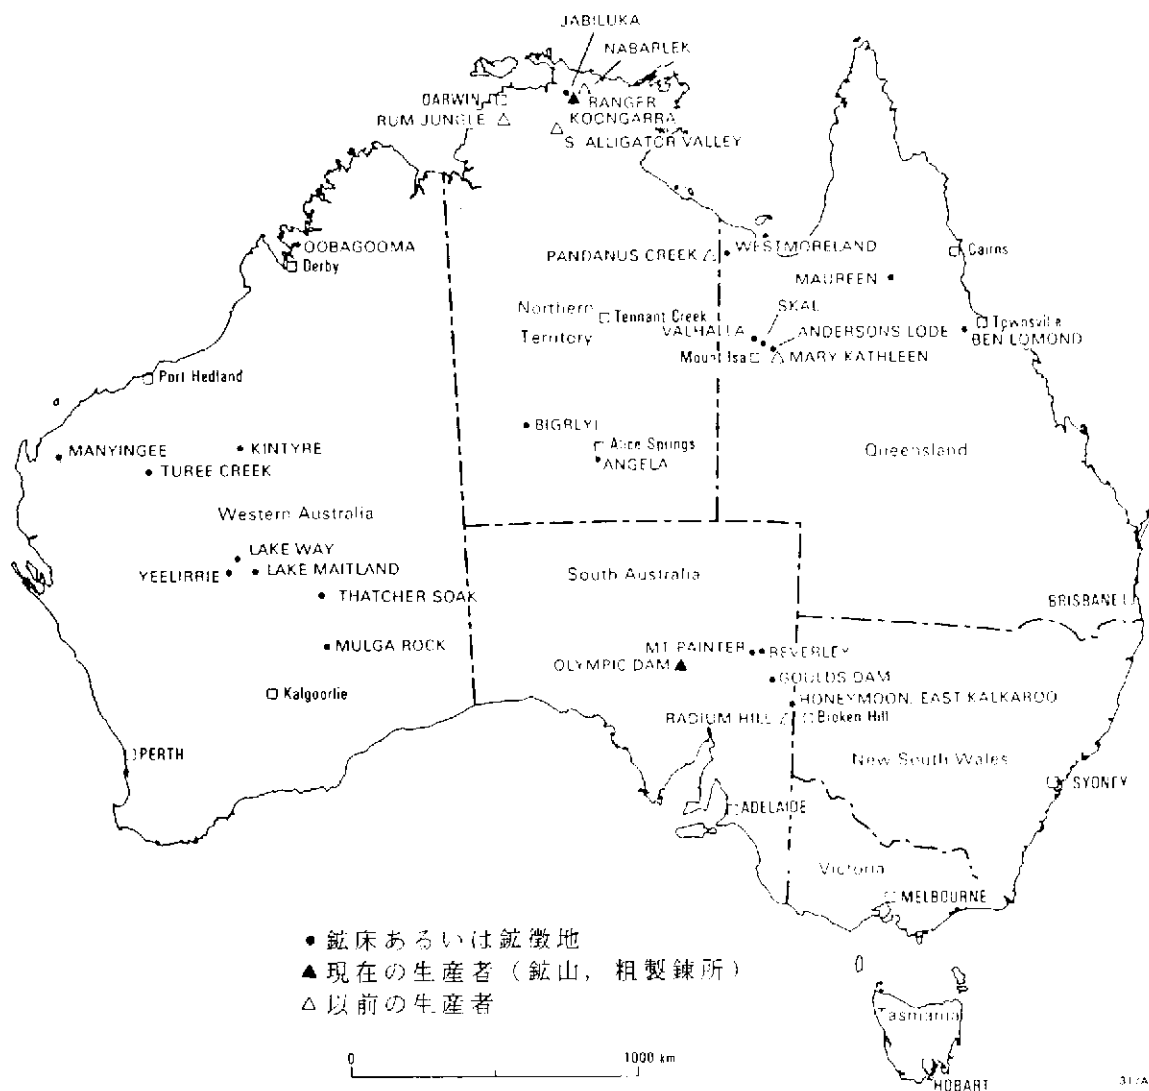 JABILUKA
NABARLEK
DARWIN
RANGER
RUM JUNGLE
KOONGARRA
S. ALLIGATOR VALLEY
OOBAGOOMA
Derby
PANDANUS CREEK
WESTMORELAND
Cairns
MAUREEN
Northern
Territory
Tennant Creek
SKAL
VALHALLA
ANDERSONS LODE
Townsville
BEN LOMOND
Mount Isa
MARY KATHLEEN
Port Hedland
BIGRLYI
Alice Springs
ANGELA
Queensland
MANYINGEE
KINTYRE
TUREE CREEK
Western Australia
LAKE WAY
YEELIRRIE
LAKE MAITLAND
South Australia
THATCHER SOAK
BRISBANE
MULGA ROCK
MT PAINTER
BEVERLEY
OLYMPIC DAM
GOULDS DAM
Kalgoorlie
HONEYMOON, EAST KALKAROO
RADIUM HILL
Broken Hill
PERTH
New South Wales
SYDNEY
ADELAIDE
Victoria
MELBOURNE
● 鉱床あるいは鉱徴地
▲ 現在の生産者（鉱山，粗製錬所）
△ 以前の生産者
Tasmania
0 1000 km
HOBART